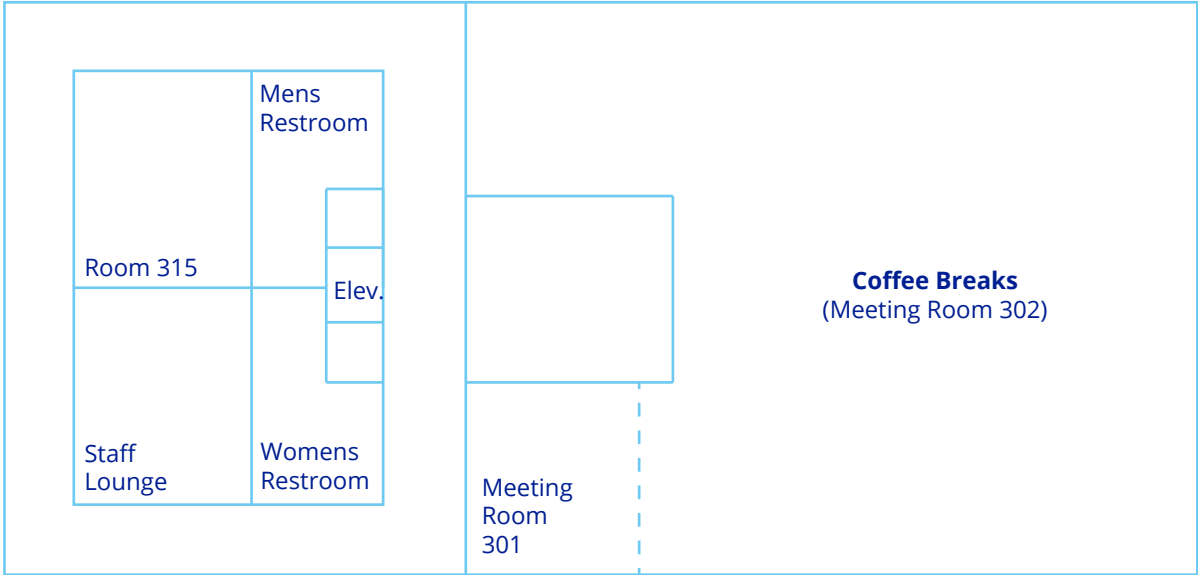 Mens
Restroom
Room 315
Elev.
Coffee Breaks
(Meeting Room 302)
Staff
Lounge
Womens
Restroom
Meeting
Room
301